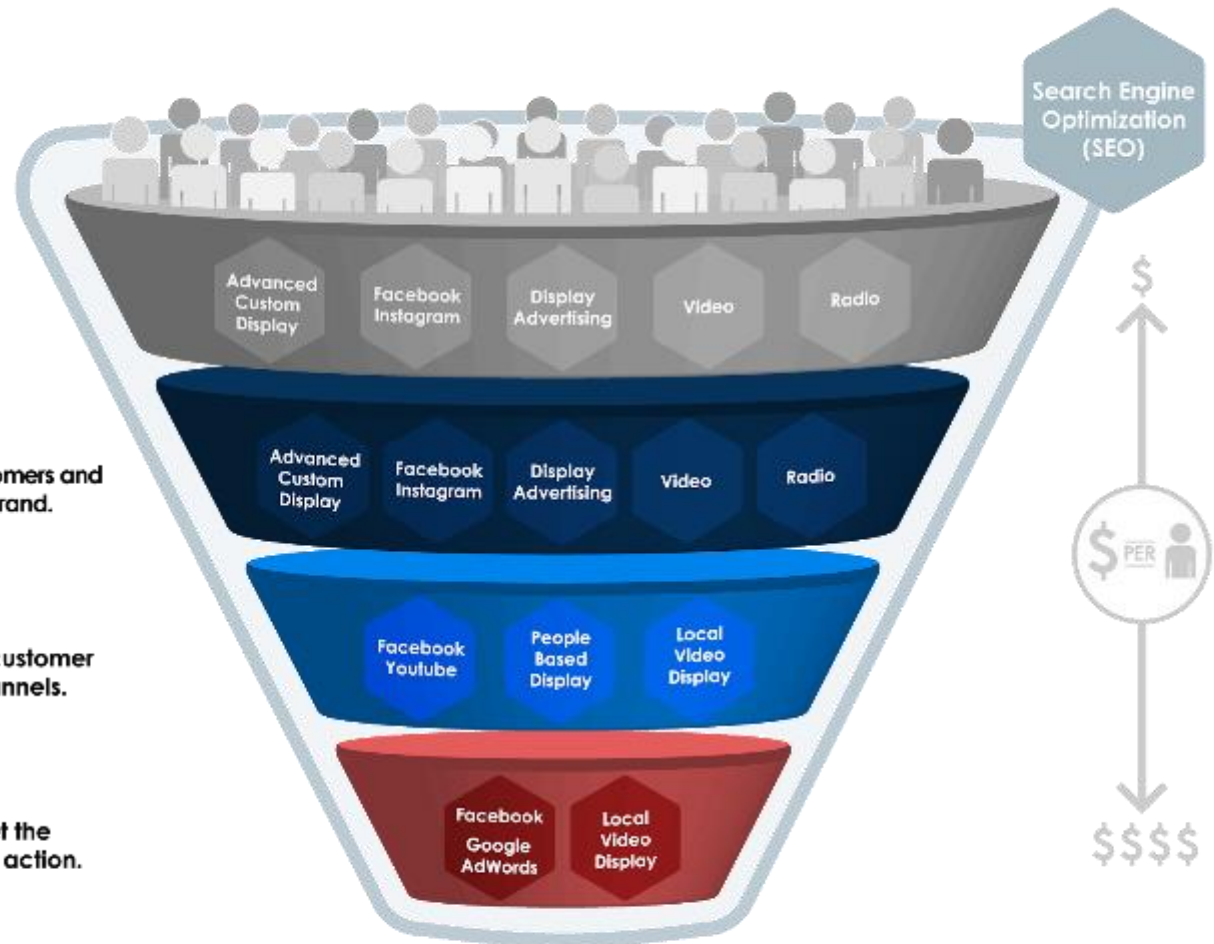 Search Engine
Optimization
(SEO)
Advanced
Custom
Display
Facebook
Instagram
Display
Advertising
Video
Radio
$
Advanced
Custom
Display
Facebook
Instagram
Display
Advertising
Video
Radio
and
rand.
$ PER
Facebook
Youtube
People
Based
Display
Local
Video
Display
ustomer
nnels.
Facebook
Google
AdWords
Local
Video
Display
the
action.
$$$$